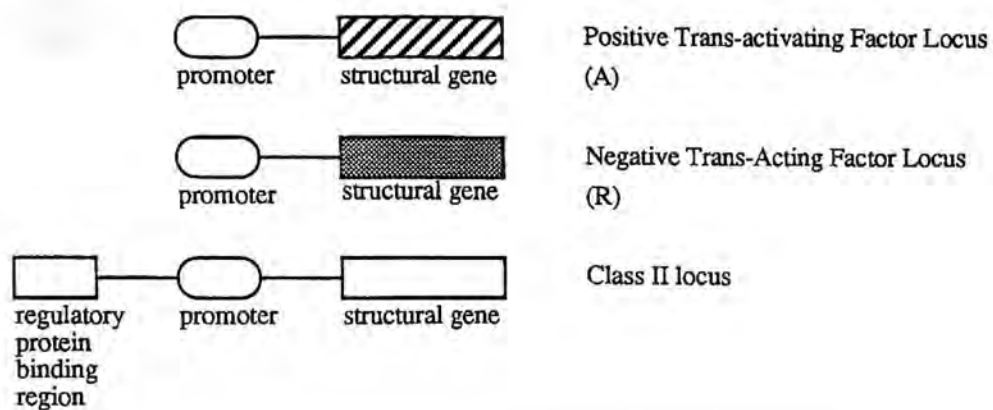 promoter
structural gene
Positive Trans-activating Factor Locus
(A)
promoter
structural gene
Negative Trans-Acting Factor Locus
(R)
regulatory
protein
binding
region
promoter
structural gene
Class II locus